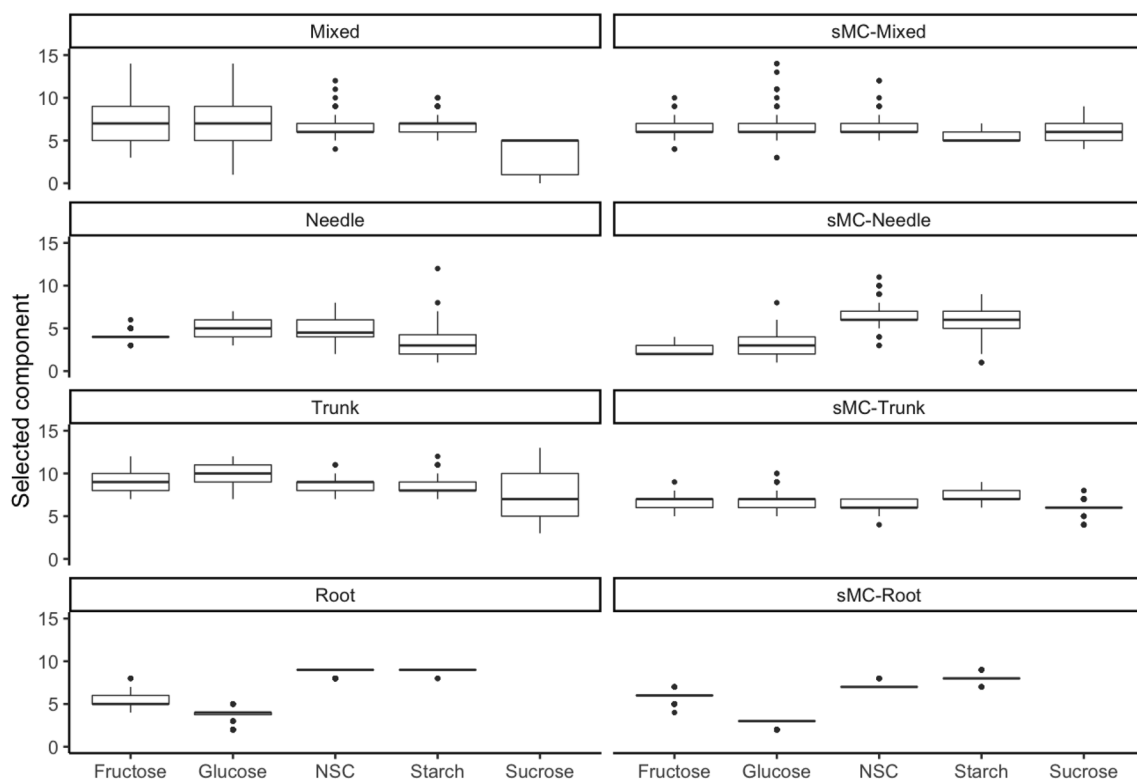 Mixed
sMC-Mixed
15
10
5
0
Needle
sMC-Needle
15
10
5
0
Selected component
Trunk
sMC-Trunk
15
10
5
0
Root
sMC-Root
15
10
5
0
Fructose Glucose NSC Starch Sucrose
Fructose Glucose NSC Starch Sucrose